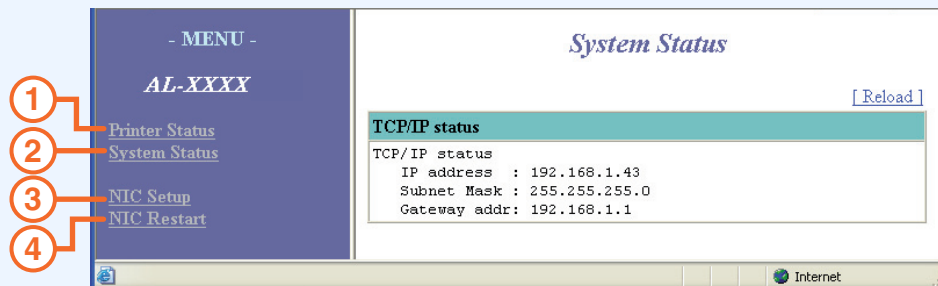 - MENU -
AL-XXXX
1
Printer Status
2
System Status
3
NIC Setup
4
NIC Restart
System Status
[ Reload ]
TCP/IP status
TCP/IP status
IP address : 192.168.1.43
Subnet Mask : 255.255.255.0
Gateway addr: 192.168.1.1
Internet